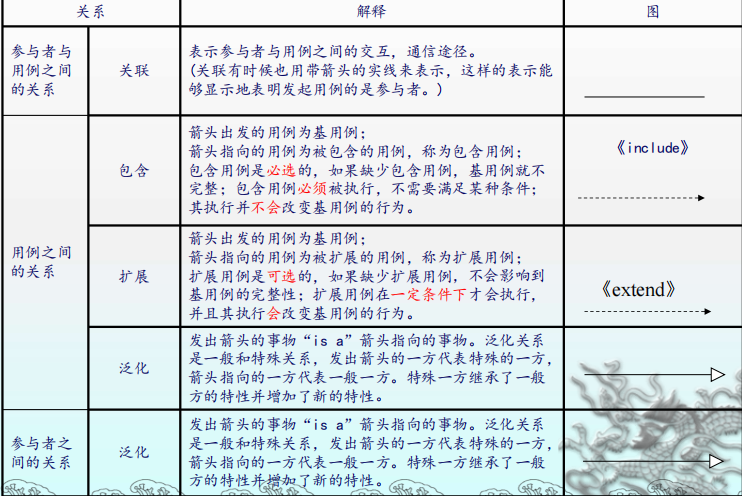 关系
解释
图
参与者与
用例之间
的关系
关联
表示参与者与用例之间的交互，通信途径。
(关联有时候也用带箭头的实线来表示，这样的表示能
够显示地表明发起用例的是参与者。)
用例之间
的关系
包含
箭头出发的用例为基用例；
箭头指向的用例为被包含的用例，称为包含用例；
包含用例是必选的，如果缺少包含用例，基用例就不
完整；包含用例必须被执行，不需要满足某种条件；
其执行并不会改变基用例的行为。
《include》
扩展
箭头出发的用例为基用例；
箭头指向的用例为被扩展的用例，称为扩展用例；
扩展用例是可选的，如果缺少扩展用例，不会影响到
基用例的完整性；扩展用例在一定条件下才会执行，
并且其执行会改变基用例的行为。
《extend》
泛化
发出箭头的事物“is a”箭头指向的事物。泛化关系
是一般和特殊关系，发出箭头的一方代表特殊的一方，
箭头指向的一方代表一般一方。特殊一方继承了一般
方的特性并增加了新的特性。
参与者之
间的关系
泛化
发出箭头的事物“is a”箭头指向的事物。泛化关系
是一般和特殊关系，发出箭头的一方代表特殊的一方，
箭头指向的一方代表一般一方。特殊一方继承了一般
方的特性并增加了新的特性。